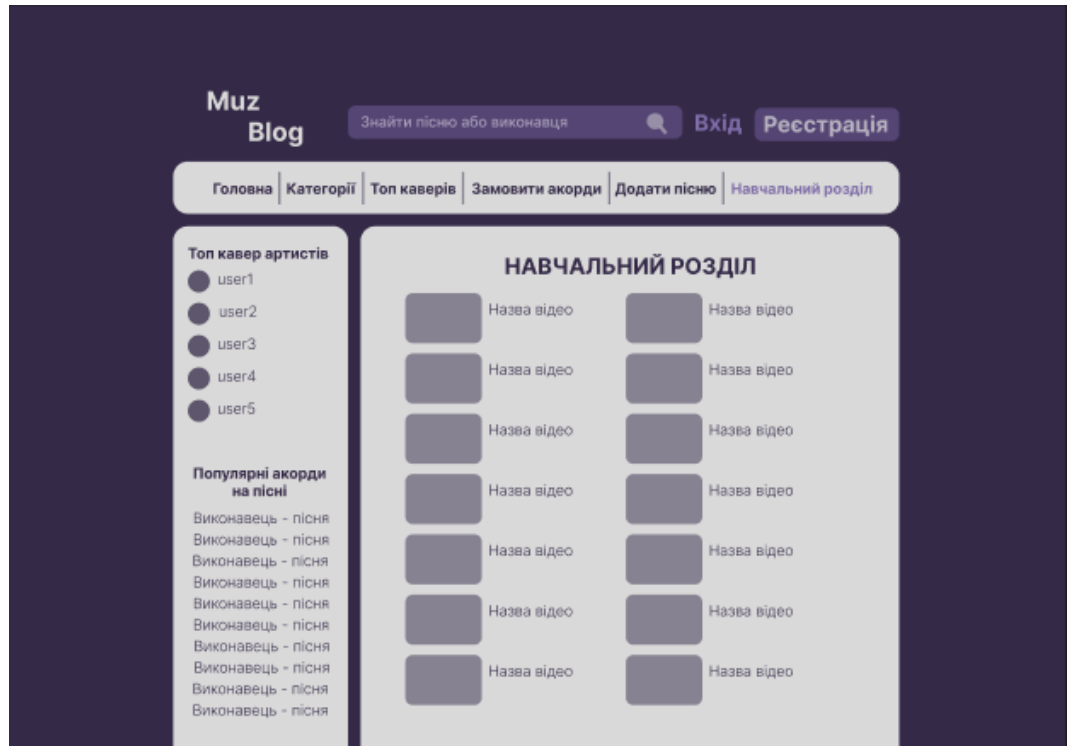 Muz
Blog
Знайти пісню або виконавця
Вхід
Реєстрація
Головна
Категорії
Топ каверів
Замовити акорди
Додати пісню
Навчальний розділ
Топ кавер артистів
user1
user2
user3
user4
user5
Популярні акорди
на пісні
Виконавець - пісня
Виконавець - пісня
Виконавець - пісня
Виконавець - пісня
Виконавець - пісня
Виконавець - пісня
Виконавець - пісня
Виконавець - пісня
Виконавець - пісня
Виконавець - пісня
НАВЧАЛЬНИЙ РОЗДІЛ
Назва відео
Назва відео
Назва відео
Назва відео
Назва відео
Назва відео
Назва відео
Назва відео
Назва відео
Назва відео
Назва відео
Назва відео
Назва відео
Назва відео